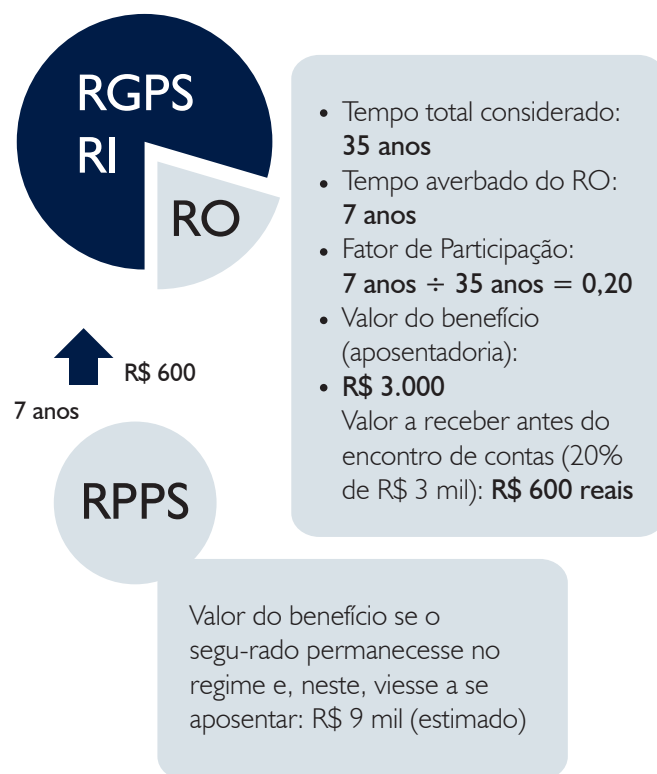 RGPS
RI
RO
• Tempo total considerado:
35 anos
• Tempo averbado do RO:
7 anos
• Fator de Participação:
7 anos ÷ 35 anos = 0,20
• Valor do benefício
(aposentadoria):
• R$ 3.000
Valor a receber antes do
encontro de contas (20%
de R$ 3 mil): R$ 600 reais
R$ 600
7 anos
RPPS
Valor do benefício se o
segu-rado permanecesse no
regime e, neste, viesse a se
aposentar: R$ 9 mil (estimado)